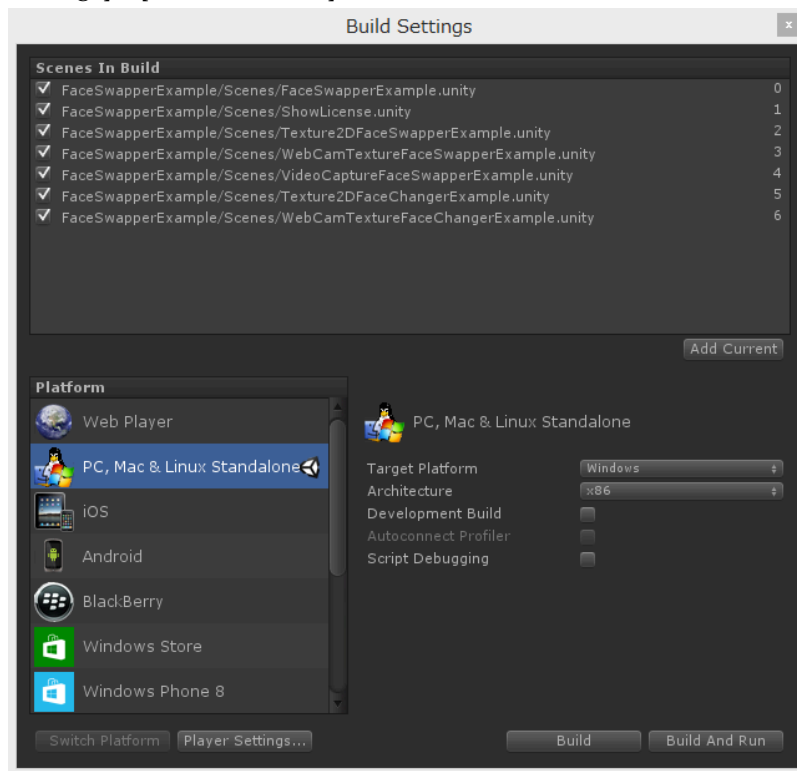 Build Settings
x
Scenes In Build
FaceSwapperExample/Scenes/FaceSwapperExample.unity 0
FaceSwapperExample/Scenes/ShowLicense.unity 1
FaceSwapperExample/Scenes/Texture2DFaceSwapperExample.unity 2
FaceSwapperExample/Scenes/WebCamTextureFaceSwapperExample.unity 3
FaceSwapperExample/Scenes/VideoCaptureFaceSwapperExample.unity 4
FaceSwapperExample/Scenes/Texture2DFaceChangerExample.unity 5
FaceSwapperExample/Scenes/WebCamTextureFaceChangerExample.unity 6
Add Current
Platform
Web Player
PC, Mac & Linux Standalone
iOS
Android
BlackBerry
Windows Store
Windows Phone 8
PC, Mac & Linux Standalone
Target Platform Windows
Architecture x86
Development Build
Autoconnect Profiler
Script Debugging
Switch Platform Player Settings... Build Build And Run